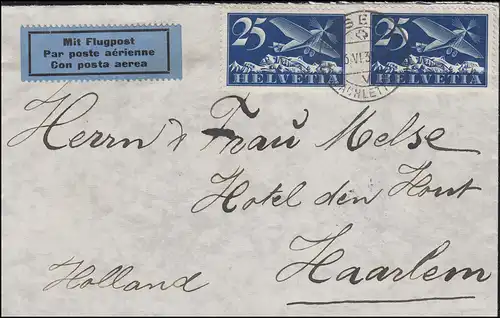 Mit Flugpost
Par poste aérienne
Con posta aerea
25
HELVETIA
25
HELVETIA
Herrn & Frau Melse
Hotel den Hout
Haarlem
Holland